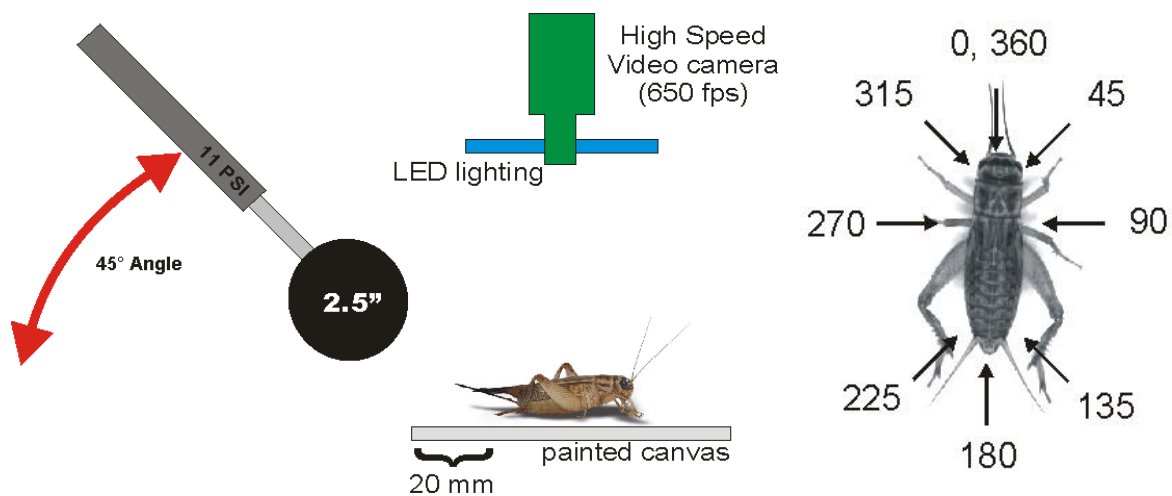 11 PSI
45° Angle
2.5”
High Speed
Video camera
(650 fps)
LED lighting
painted canvas
20 mm
0, 360
315
45
270
90
225
135
180